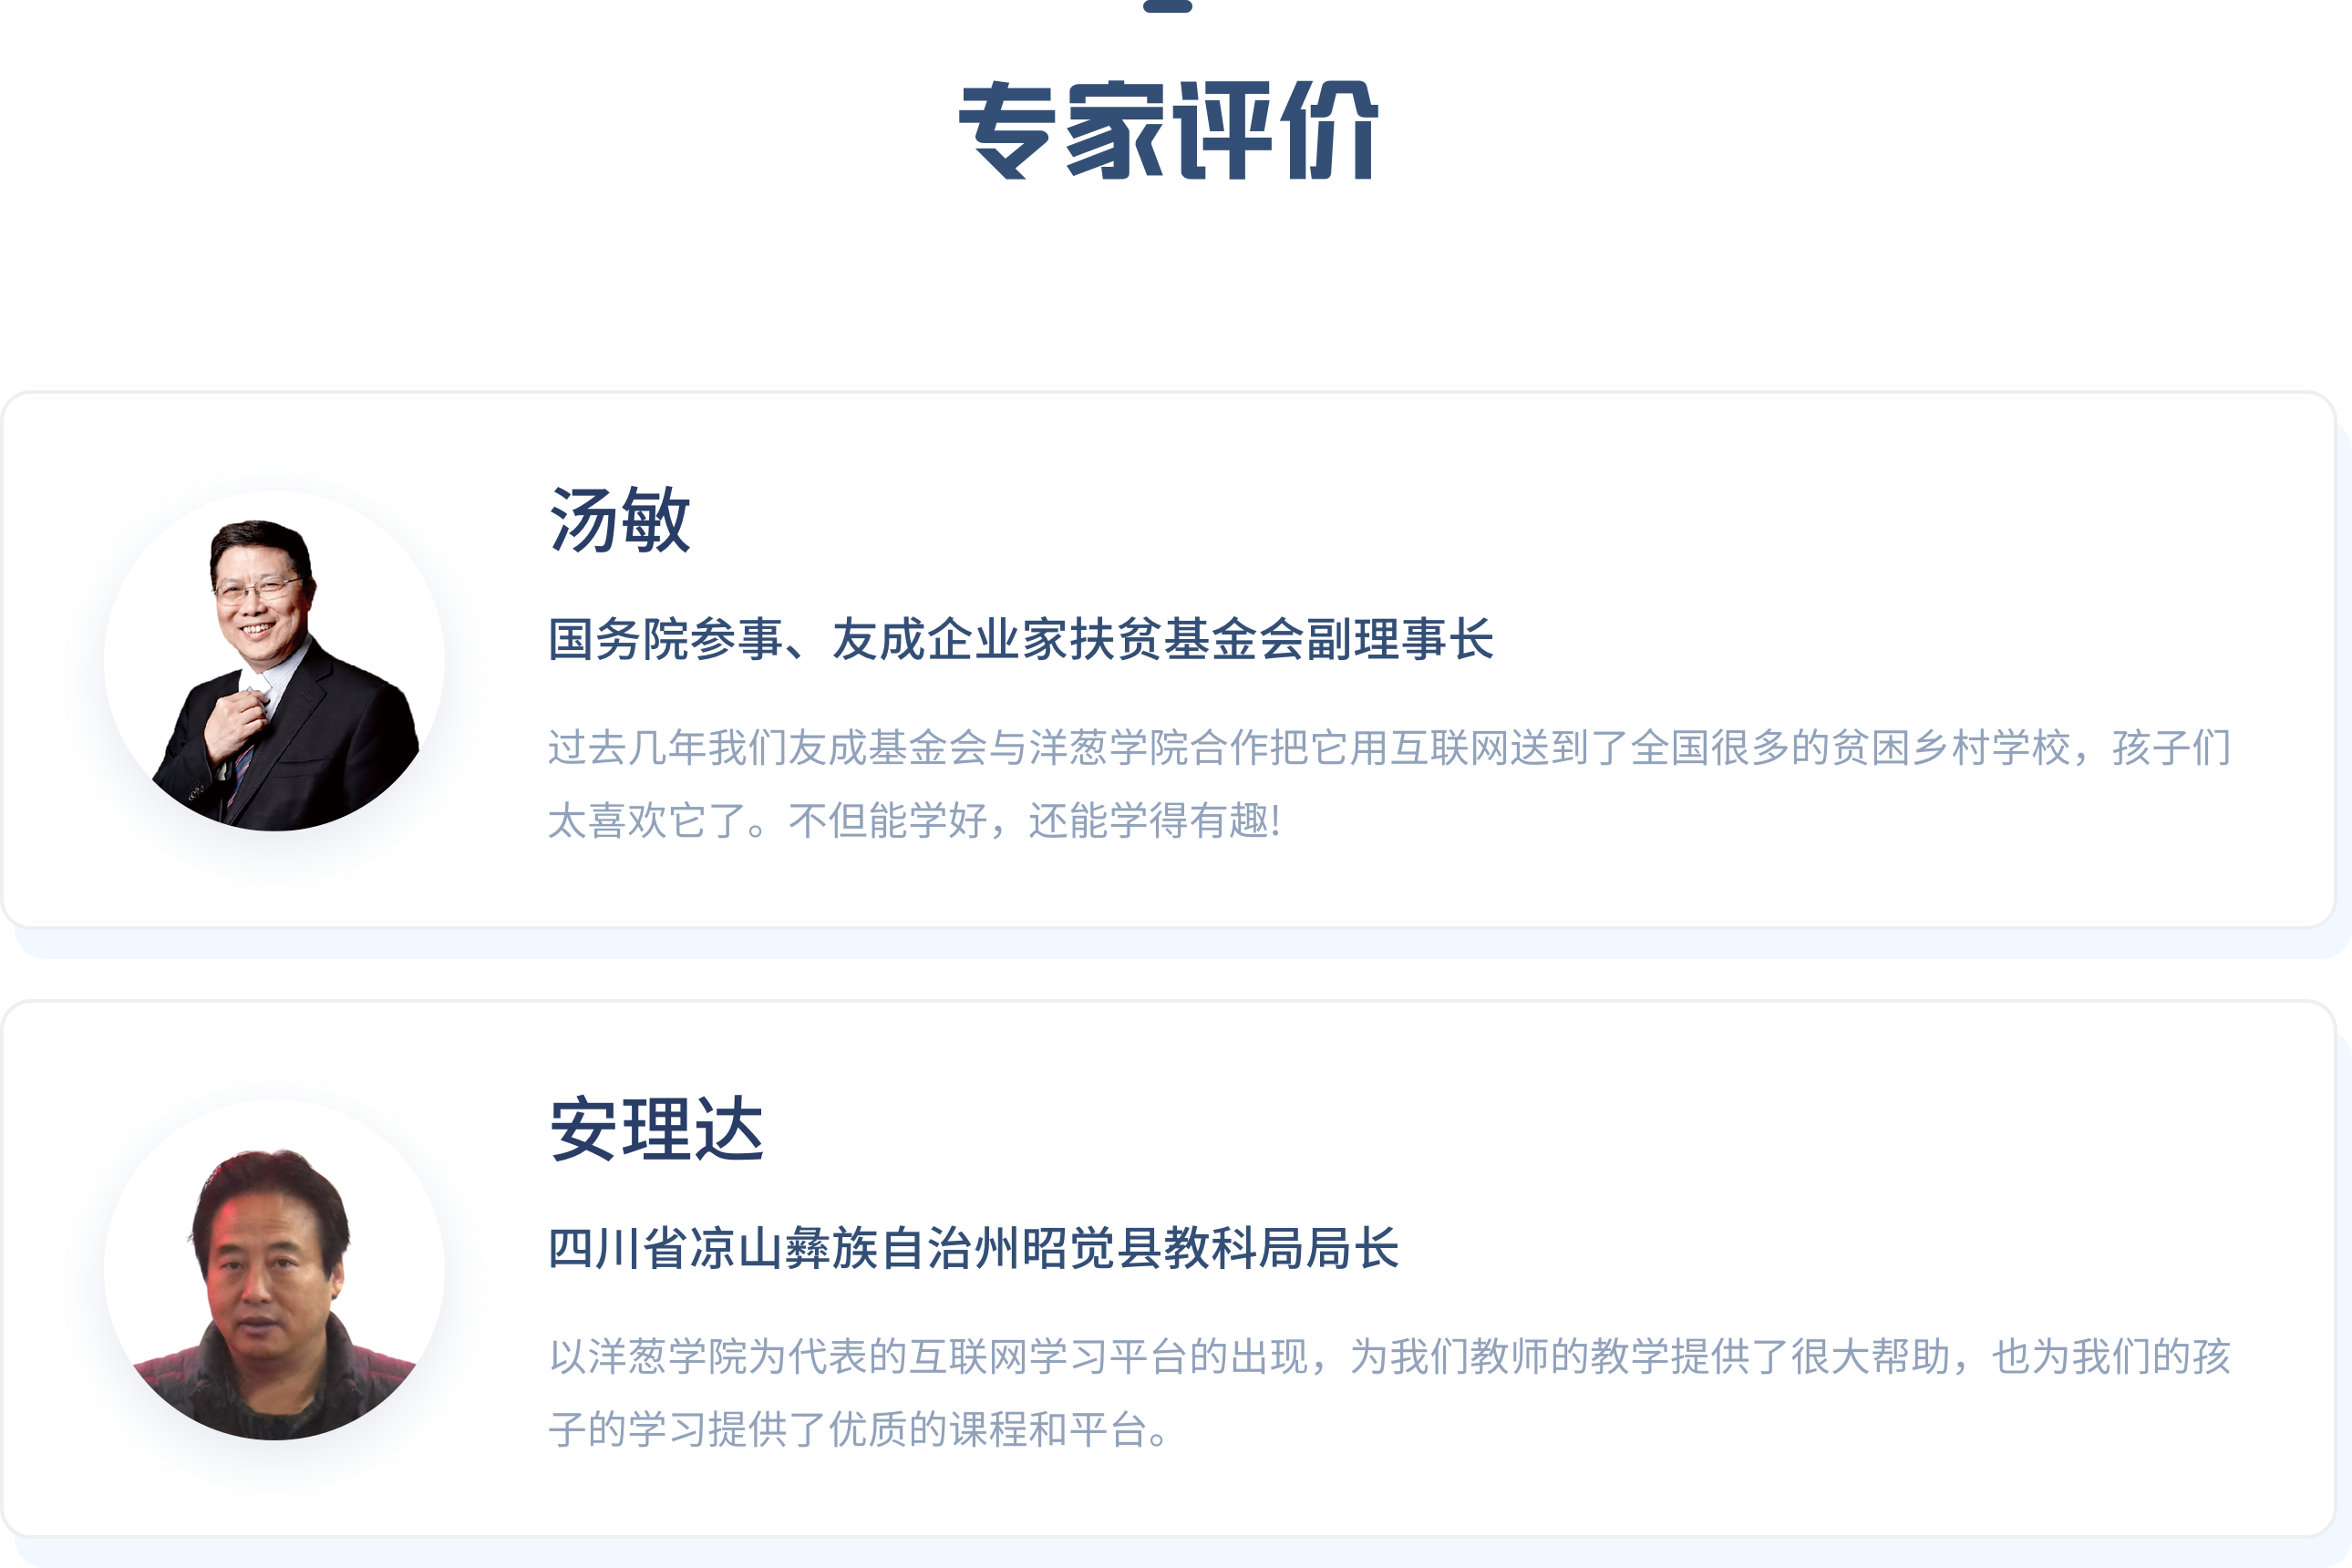 专家评价
汤敏
国务院参事、友成企业家扶贫基金会副理事长
过去几年我们友成基金会与洋葱学院合作把它用互联网送到了全国很多的贫困乡村学校，孩子们
太喜欢它了。不但能学好，还能学得有趣!
安理达
四川省凉山彝族自治州昭觉县教科局局长
以洋葱学院为代表的互联网学习平台的出现，为我们教师的教学提供了很大帮助，也为我们的孩
子的学习提供了优质的课程和平台。